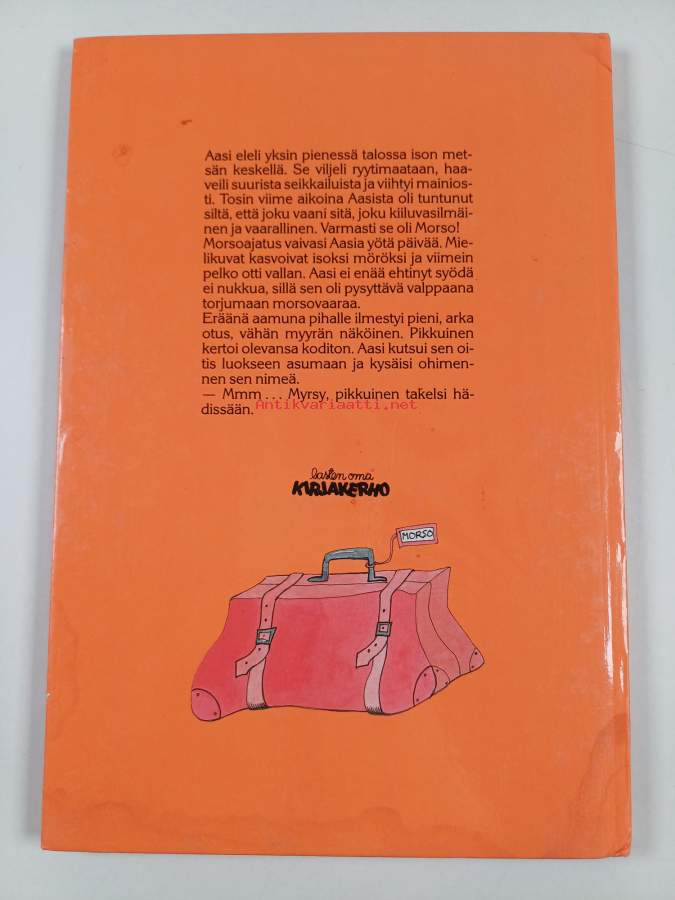 Aasi eleli yksin pienessä talossa ison met-
sän keskellä. Se viljeli ryytimaataan, haa-
veili suurista seikkailuista ja viihtyi mainios-
ti. Tosin viime aikoina Aasista oli tuntunut
siltä, että joku vaani sitä, joku kiiluvasilmäi-
nen ja vaarallinen. Varmasti se oli Morso!
Morsoajatus vaivasi Aasia yötä päivää. Mie-
likuvat kasvoivat isoksi möröksi ja viimein
pelko otti vallan. Aasi ei enää ehtinyt syödä
ei nukkua, sillä sen oli pysyttävä valppaana
torjumaan morsovaaraa.
Eräänä aamuna pihalle ilmestyi pieni, arka
otus, vähän myyrän näköinen. Pikkuinen
kertoi olevansa koditon. Aasi kutsui sen oi-
tis luokseen asumaan ja kysäisi ohimen-
nen sen nimeä.
— Mmm... Myrsy, pikkuinen takelsi hä-
dissään.
Antikvariaatti.net
lasten oma
KIRJAKERHO
MORSO